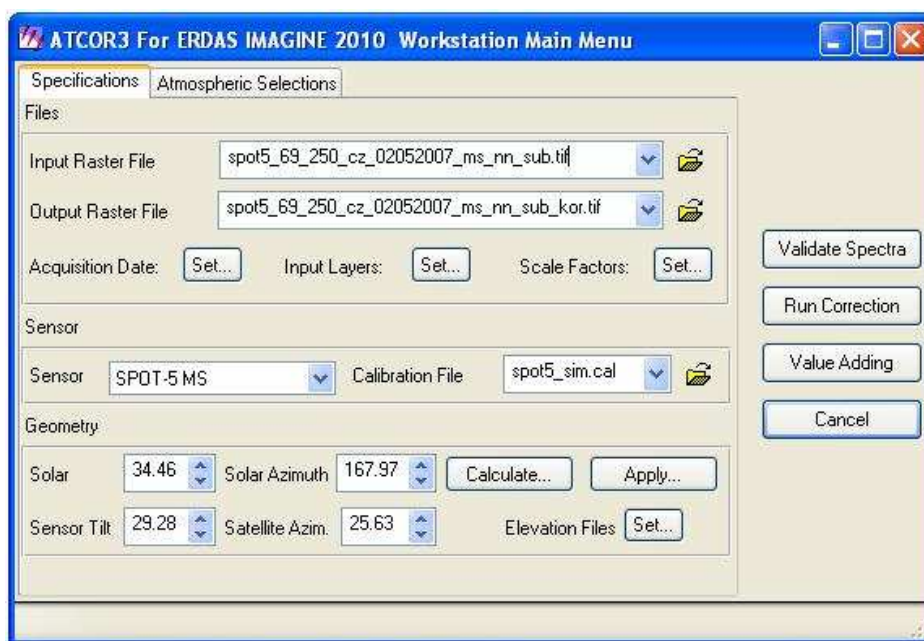 ATCOR3 For ERDAS IMAGINE 2010 Workstation Main Menu
Specifications Atmospheric Selections
Files
Input Raster File spot5_69_250_cz_02052007_ms_nn_sub.tif
Output Raster File spot5_69_250_cz_02052007_ms_nn_sub_kor.tif
Acquisition Date: Set... Input Layers: Set... Scale Factors: Set...
Sensor
Sensor SPOT-5 MS Calibration File spot5_sim.cal
Geometry
Solar 34.46 Solar Azimuth 167.97 Calculate... Apply...
Sensor Tilt 29.28 Satellite Azim. 25.63 Elevation Files Set...
Validate Spectra
Run Correction
Value Adding
Cancel